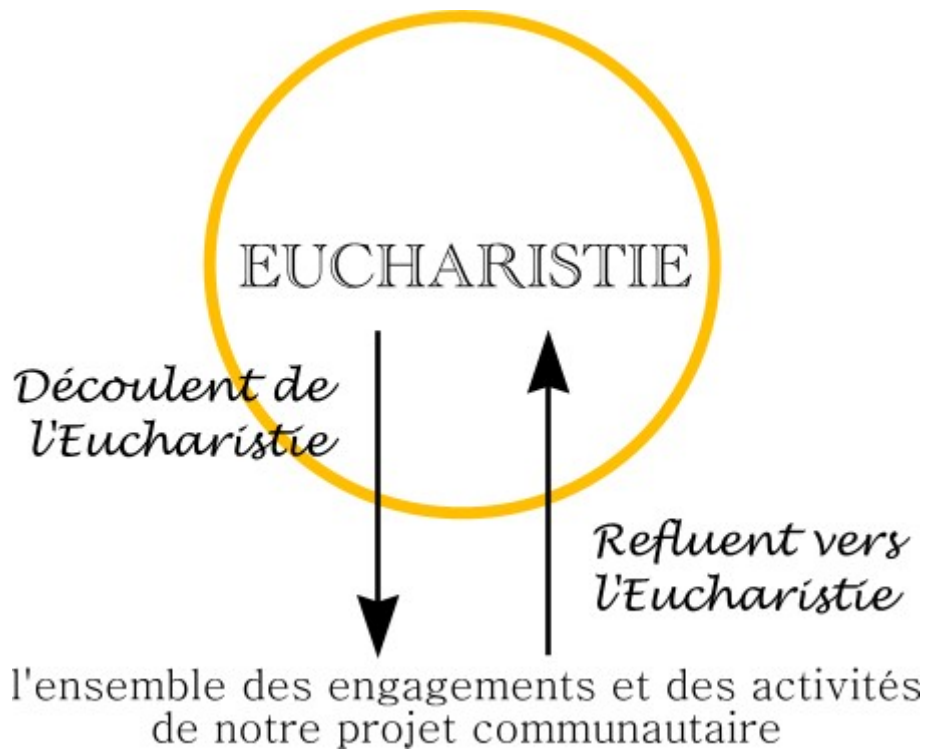 EUCHARISTIE
Découlent de
l'Eucharistie
Refluent vers
l'Eucharistie
l'ensemble des engagements et des activités
de notre projet communautaire